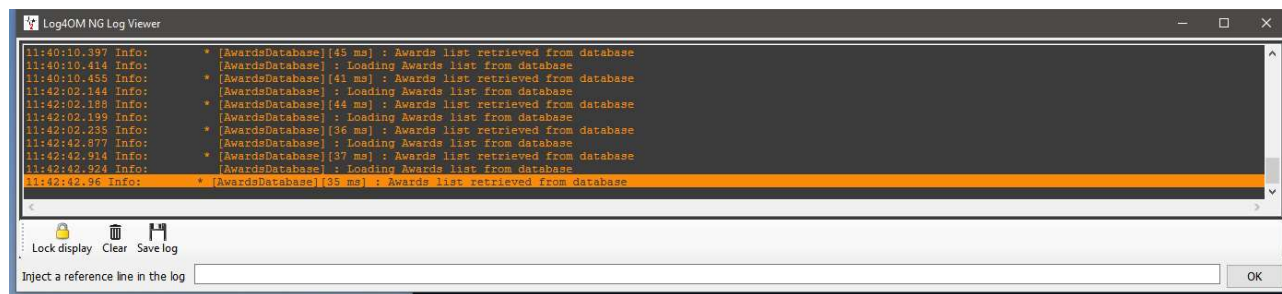 Log4OM NG Log Viewer
11:40:10.397 Info: * [AwardsDatabase][45 ms] : Awards list retrieved from database
11:40:10.414 Info: [AwardsDatabase] : Loading Awards list from database
11:40:10.455 Info: * [AwardsDatabase][41 ms] : Awards list retrieved from database
11:42:02.144 Info: [AwardsDatabase] : Loading Awards list from database
11:42:02.188 Info: * [AwardsDatabase][44 ms] : Awards list retrieved from database
11:42:02.199 Info: [AwardsDatabase] : Loading Awards list from database
11:42:02.235 Info: * [AwardsDatabase][36 ms] : Awards list retrieved from database
11:42:42.877 Info: [AwardsDatabase] : Loading Awards list from database
11:42:42.914 Info: * [AwardsDatabase][37 ms] : Awards list retrieved from database
11:42:42.924 Info: [AwardsDatabase] : Loading Awards list from database
11:42:42.96 Info: * [AwardsDatabase][35 ms] : Awards list retrieved from database
Lock display Clear Save log
Inject a reference line in the log OK